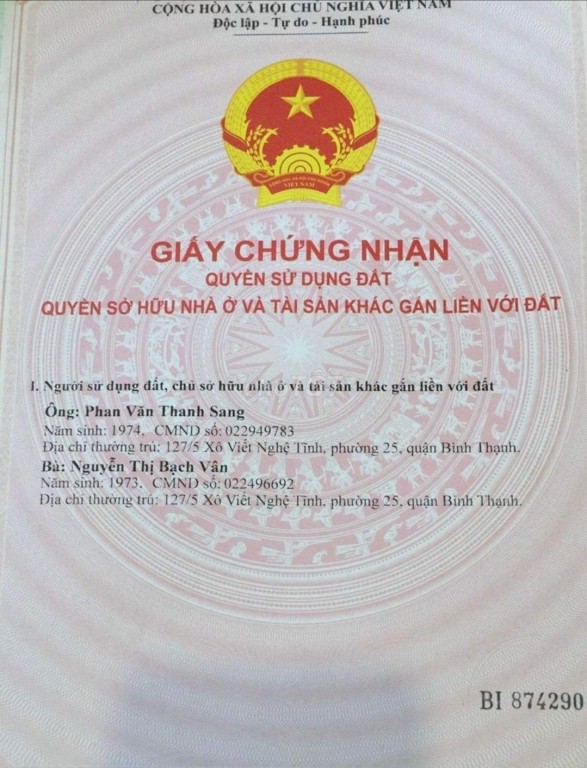 CỘNG HÒA XÃ HỘI CHỦ NGHĨA VIỆT NAM
Độc lập - Tự do - Hạnh phúc
VIỆT NAM
GIẤY CHỨNG NHẬN
QUYỀN SỬ DỤNG ĐẤT
QUYỀN SỞ HỮU NHÀ Ở VÀ TÀI SẢN KHÁC GẮN LIỀN VỚI ĐẤT
I. Người sử dụng đất, chủ sở hữu nhà ở và tài sản khác gắn liền với đất
Ông: Phan Văn Thanh Sang
Năm sinh: 1974, CMND số: 022949783
Địa chỉ thường trú: 127/5 Xô Viết Nghệ Tĩnh, phường 25, quận Bình Thạnh.
Bà: Nguyễn Thị Bạch Vân
Năm sinh: 1973. CMND số: 022496692
Địa chỉ thường trú: 127/5 Xô Viết Nghệ Tĩnh, phường 25, quận Bình Thạnh.
BI 874290